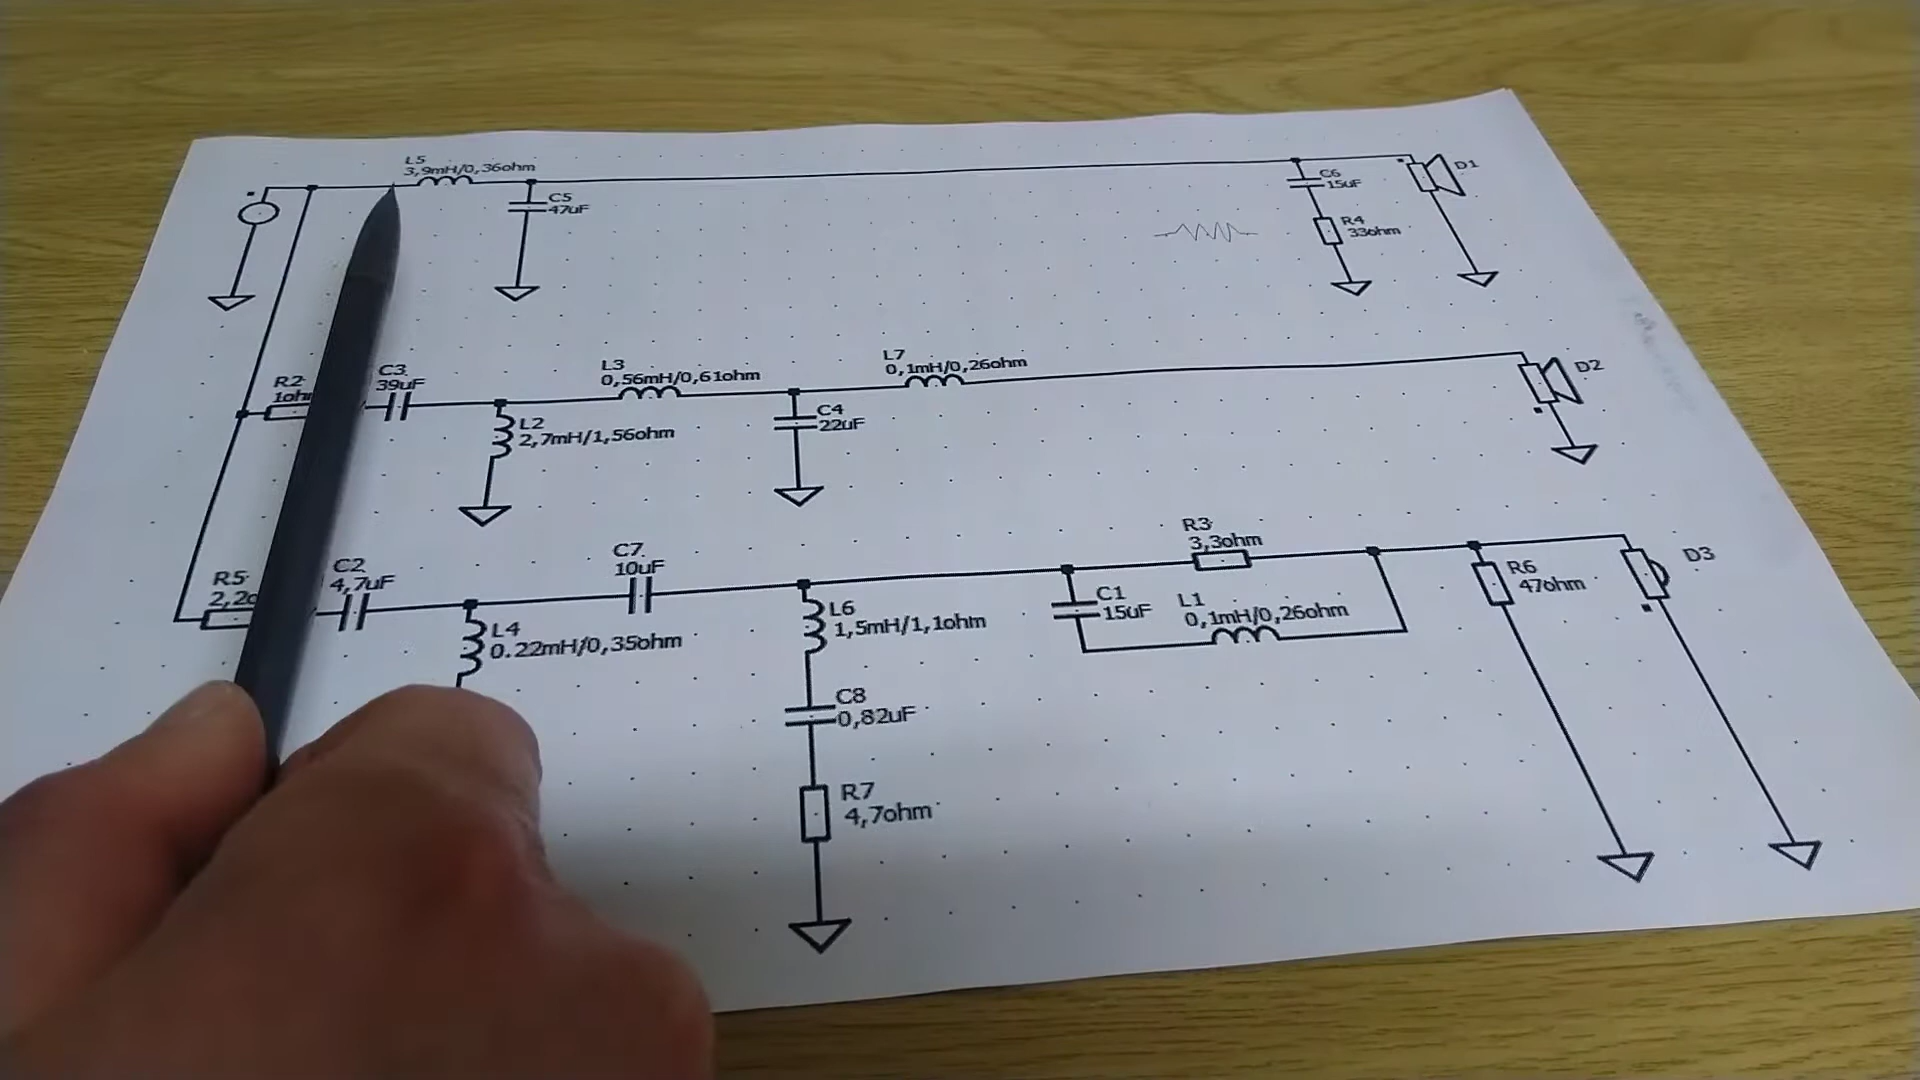 L5
3,9mH/0,36ohm
C5
47uF
C6
15uF
R4
33ohm
D1
R2
C3
39uF
L3
0,56mH/0,61ohm
L2
2,7mH/1,56ohm
C4
22uF
L7
0,1mH/0,26ohm
D2
R5
C2
4,7uF
L4
0.22mH/0,35ohm
C7
10uF
L6
1,5mH/1,1ohm
C8
0,82uF
R7
4,7ohm
C1
15uF
R3
3,3ohm
L1
0,1mH/0,26ohm
R6
47ohm
D3